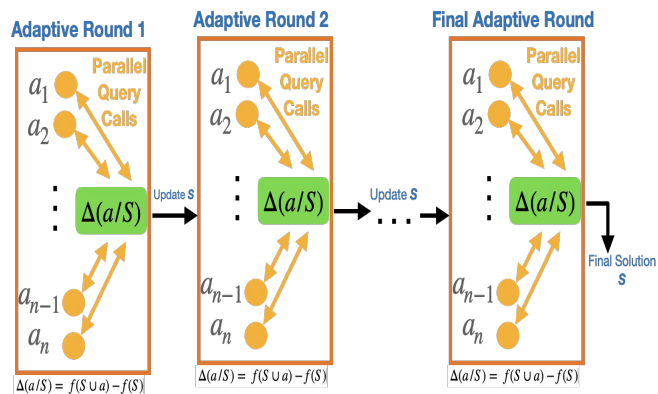 Adaptive Round 1
Parallel
Query
Calls
a₁
a₂
⋮
Δ(a/S)
aₙ₋₁
aₙ
Δ(a/S) = f(S ∪ a) − f(S)
Update S
Adaptive Round 2
Parallel
Query
Calls
a₁
a₂
⋮
Δ(a/S)
aₙ₋₁
aₙ
Δ(a/S) = f(S ∪ a) − f(S)
Update S
....
Final Adaptive Round
Parallel
Query
Calls
a₁
a₂
⋮
Δ(a/S)
aₙ₋₁
aₙ
Δ(a/S) = f(S ∪ a) − f(S)
Final Solution
S